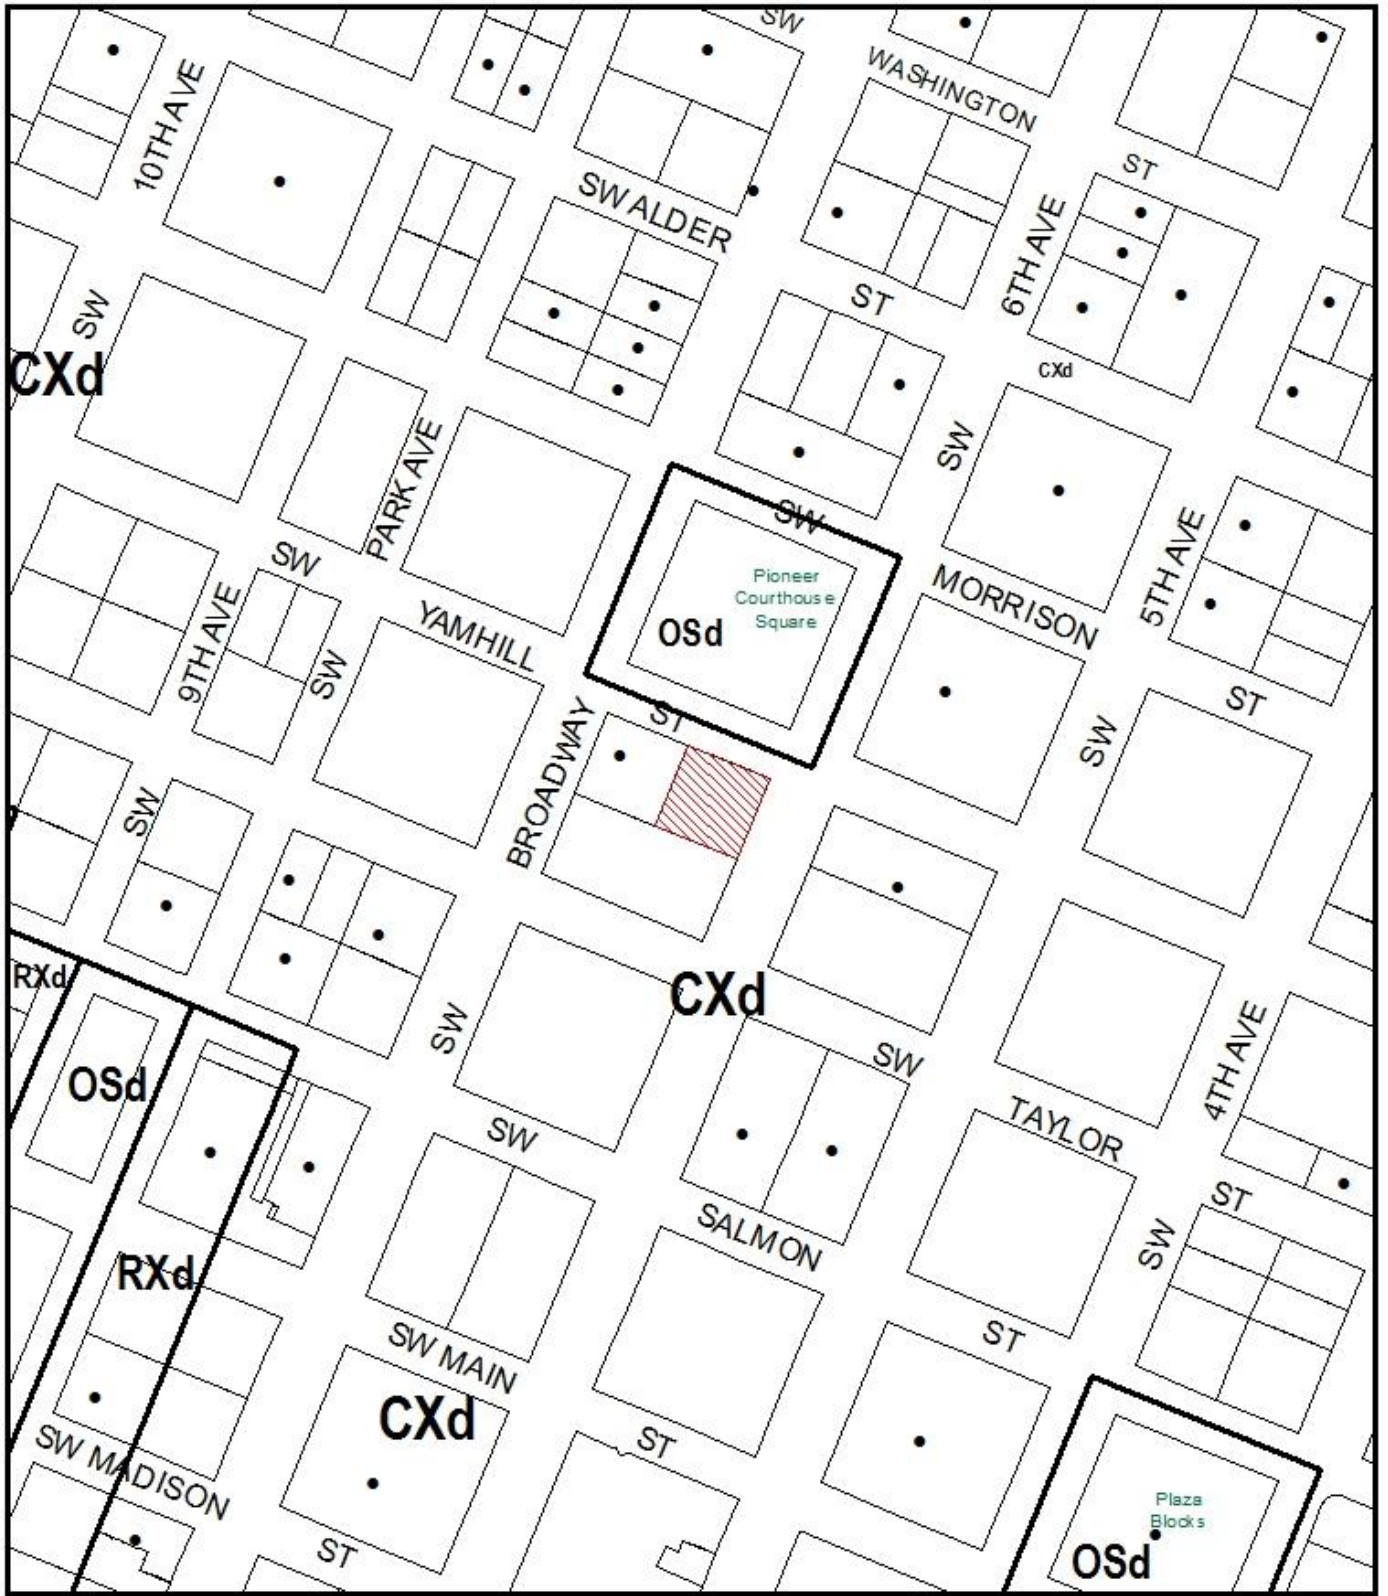 SW
WASHINGTON
ST
10TH AVE
SW ALDER
ST
6TH AVE
SW
CXd
CXd
SW
PARK AVE
SW
MORRISON
ST
5TH AVE
Pioneer
Courthouse
Square
OSd
SW
YAMHILL
ST
9TH AVE
SW
BROADWAY
SW
SW
CXd
RXd
OSd
SW
SW
TAYLOR
ST
4TH AVE
SW
SALMON
ST
SW
RXd
SW MAIN
ST
CXd
SW MADISON
ST
Plaza
Blocks
OSd